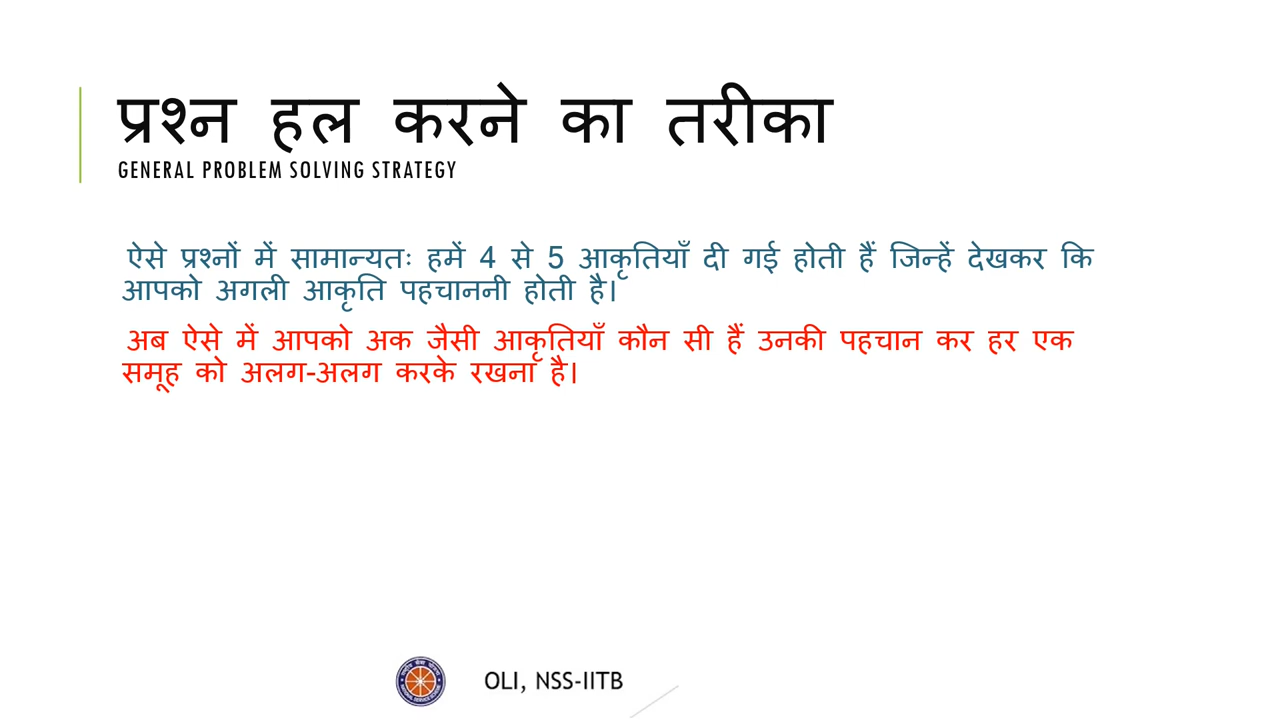 प्रश्न हल करने का तरीका
GENERAL PROBLEM SOLVING STRATEGY
ऐसे प्रश्नों में सामान्यतः हमें 4 से 5 आकृतियाँ दी गई होती हैं जिन्हें देखकर कि
आपको अगली आकृति पहचाननी होती है।
अब ऐसे में आपको अक जैसी आकृतियाँ कौन सी हैं उनकी पहचान कर हर एक
समूह को अलग-अलग करके रखना है।
OLI, NSS-IITB